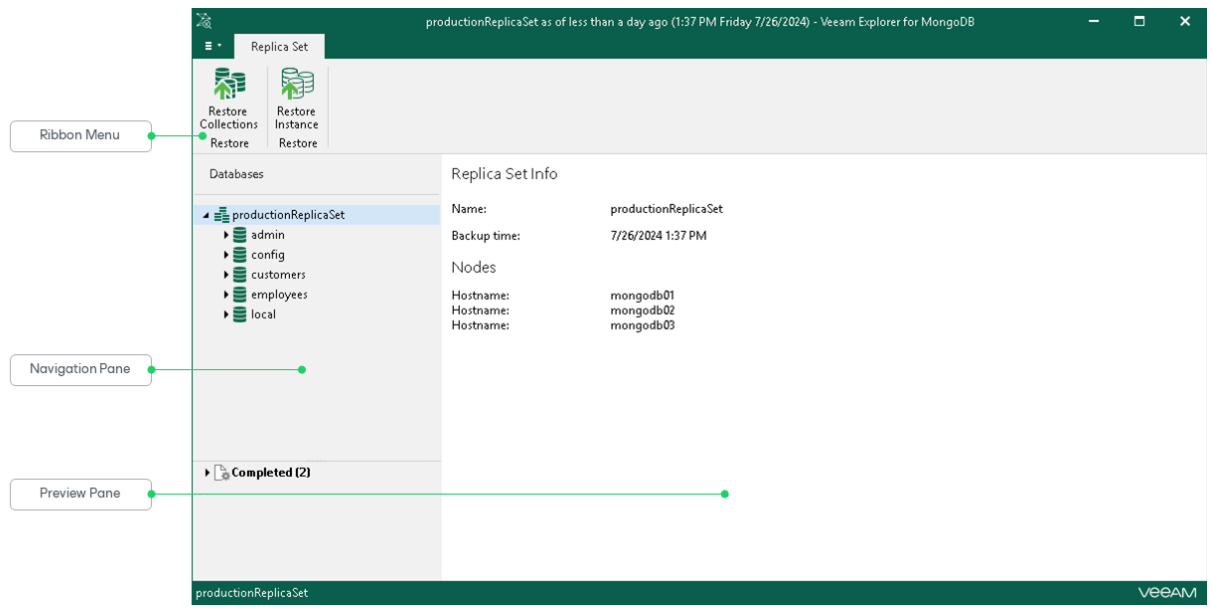 productionReplicaSet as of less than a day ago (1:37 PM Friday 7/26/2024) - Veeam Explorer for MongoDB
Replica Set
Restore Collections
Restore Instance
Restore
Restore
Ribbon Menu
Databases
productionReplicaSet
admin
config
customers
employees
local
Navigation Pane
Completed (2)
Preview Pane
Replica Set Info
Name: productionReplicaSet
Backup time: 7/26/2024 1:37 PM
Nodes
Hostname: mongodb01
Hostname: mongodb02
Hostname: mongodb03
productionReplicaSet
veeam